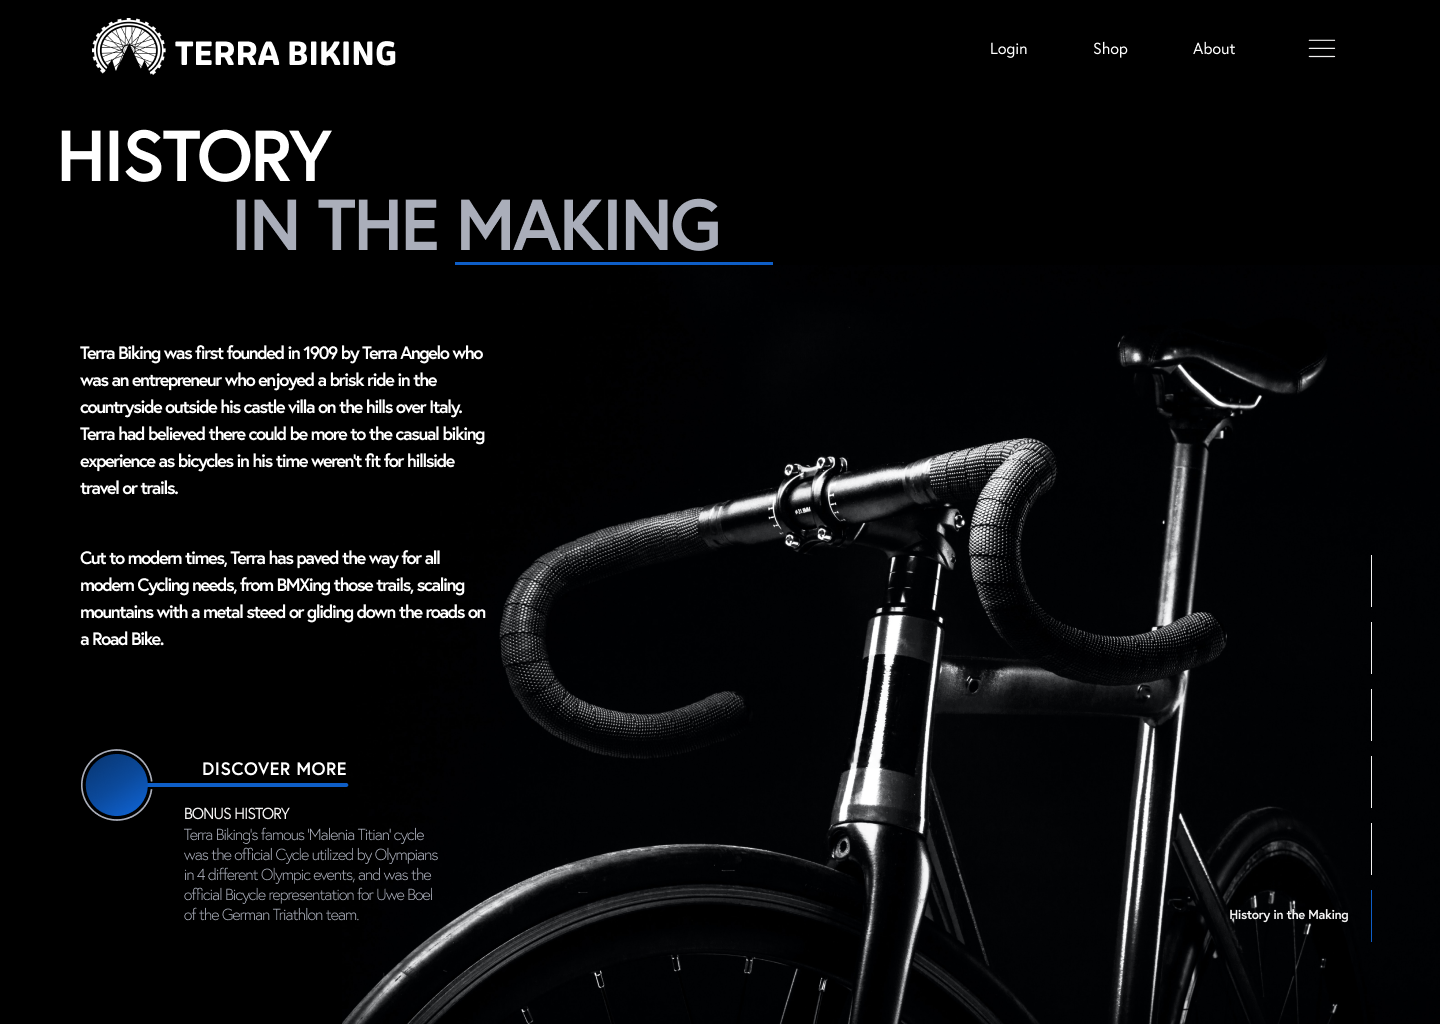 TERRA BIKING
Login
Shop
About
HISTORY
IN THE MAKING
Terra Biking was first founded in 1909 by Terra Angelo who
was an entrepreneur who enjoyed a brisk ride in the
countryside outside his castle villa on the hills over Italy.
Terra had believed there could be more to the casual biking
experience as bicycles in his time weren't fit for hillside
travel or trails.
Cut to modern times, Terra has paved the way for all
modern Cycling needs, from BMXing those trails, scaling
mountains with a metal steed or gliding down the roads on
a Road Bike.
DISCOVER MORE
BONUS HISTORY
Terra Biking's famous 'Malenia Titian' cycle
was the official Cycle utilized by Olympians
in 4 different Olympic events, and was the
official Bicycle representation for Uwe Boel
of the German Triathlon team.
History in the Making